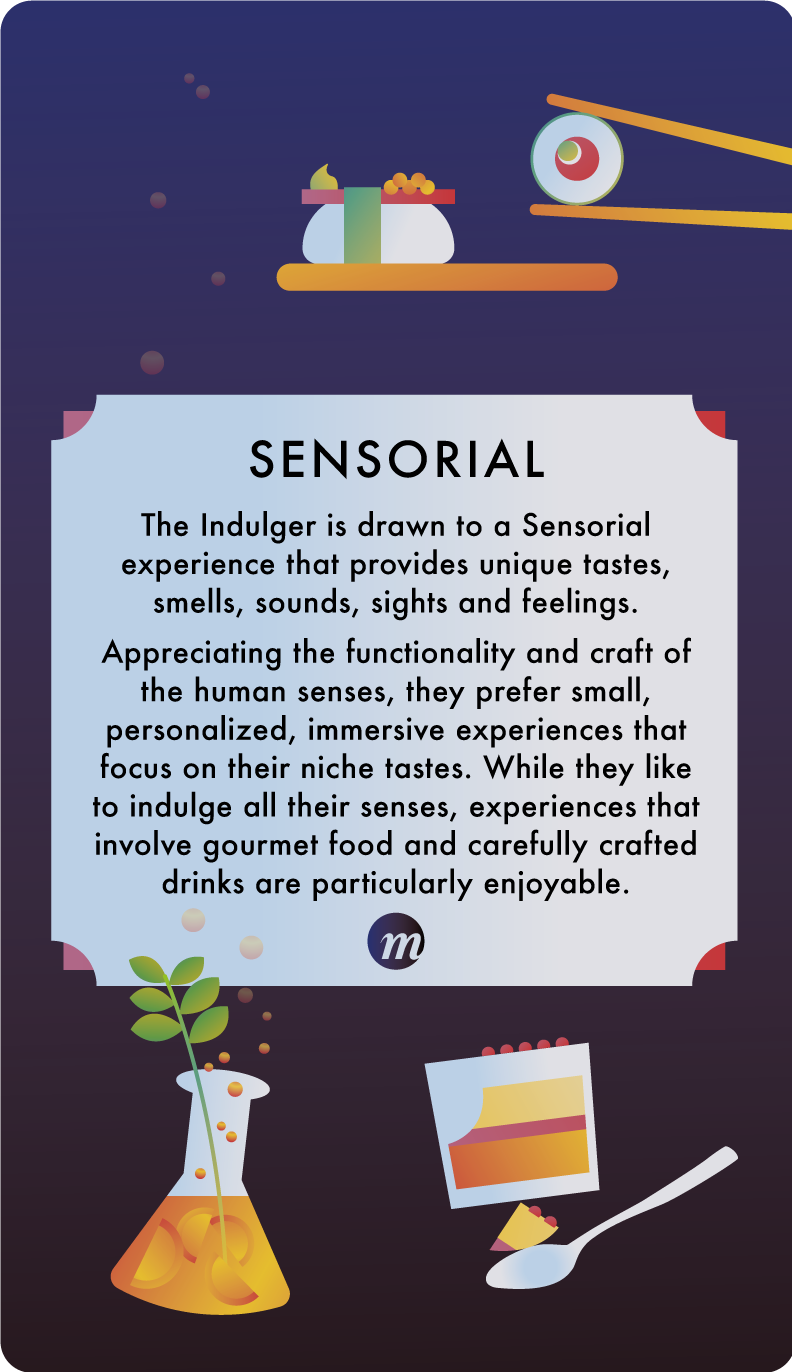 SENSORIAL
The Indulger is drawn to a Sensorial
experience that provides unique tastes,
smells, sounds, sights and feelings.
Appreciating the functionality and craft of
the human senses, they prefer small,
personalized, immersive experiences that
focus on their niche tastes. While they like
to indulge all their senses, experiences that
involve gourmet food and carefully crafted
drinks are particularly enjoyable.
m